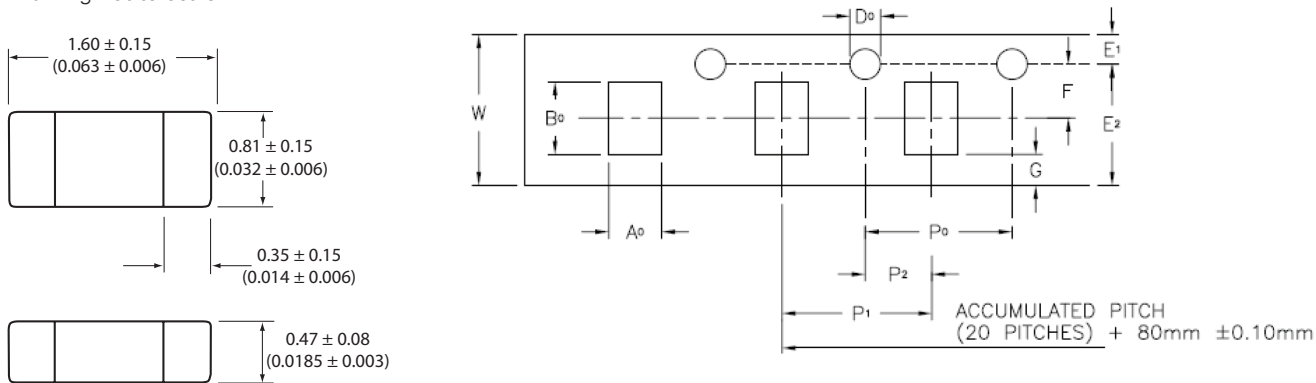 1.60 ± 0.15
(0.063 ± 0.006)
0.81 ± 0.15
(0.032 ± 0.006)
0.35 ± 0.15
(0.014 ± 0.006)
0.47 ± 0.08
(0.0185 ± 0.003)
D0
E1
F
W
B0
E2
G
A0
P0
P2
P1
ACCUMULATED PITCH
(20 PITCHES) + 80mm ±0.10mm